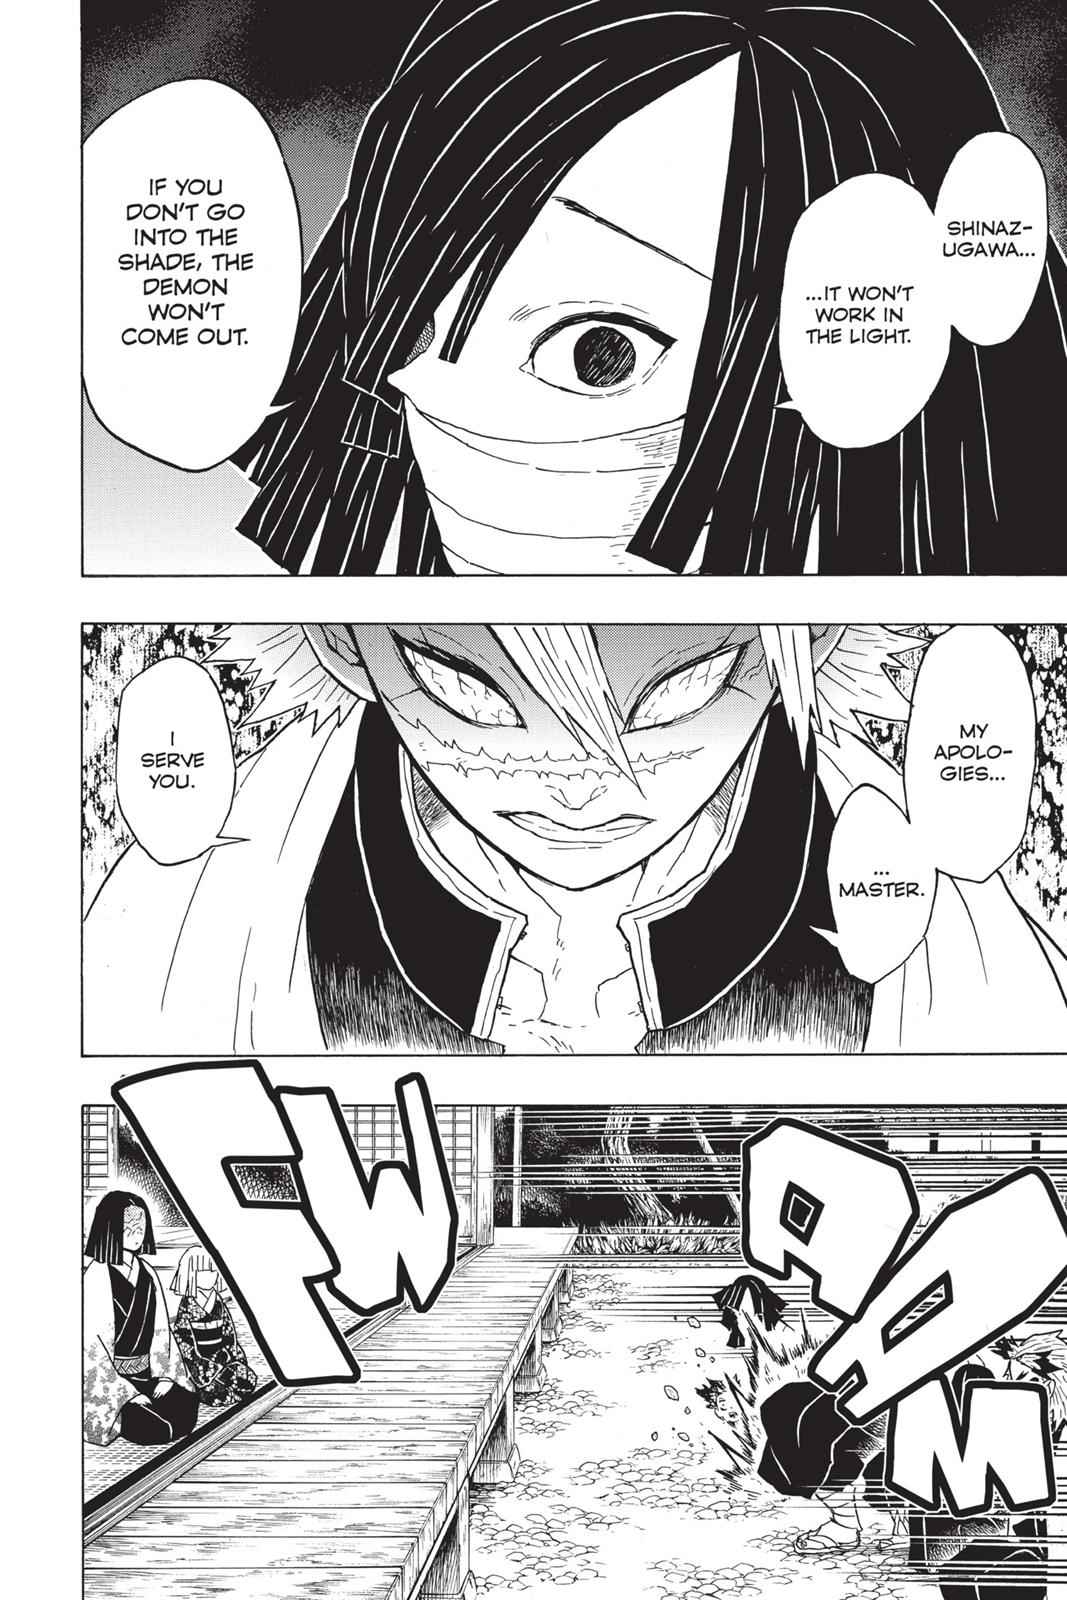 SHINAZ-
UGAWA...
...IT WON'T
WORK IN
THE LIGHT.
IF YOU
DON'T GO
INTO THE
SHADE, THE
DEMON
WON'T
COME OUT.
MY
APOLO-
GIES...
...
MASTER.
I
SERVE
YOU.
FWADM